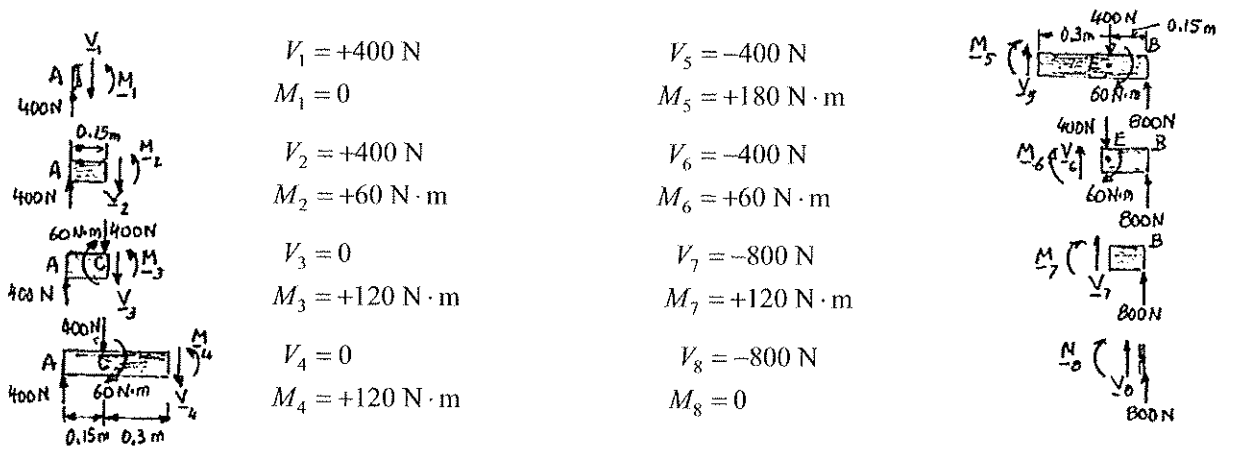 V₁
A M₁
400N
V₁ = +400 N
M₁ = 0
0.15m
A M₂
400N V₂
V₂ = +400 N
M₂ = +60 N · m
60N·m 400N
A C M₃
400 N V₃
V₃ = 0
M₃ = +120 N · m
400N
A C M₄
400N 60N·m V₄
0.15m 0.3m
V₄ = 0
M₄ = +120 N · m
V₅ = −400 N
M₅ = +180 N · m
400N 0.15m
M₅ 0.3m B
V₅ E 60N·m
800N
V₆ = −400 N
M₆ = +60 N · m
400N E B
M₆ V₆
60N·m
800N
V₇ = −800 N
M₇ = +120 N · m
M₇ B
V₇
800N
V₈ = −800 N
M₈ = 0
M₈
V₈
800N